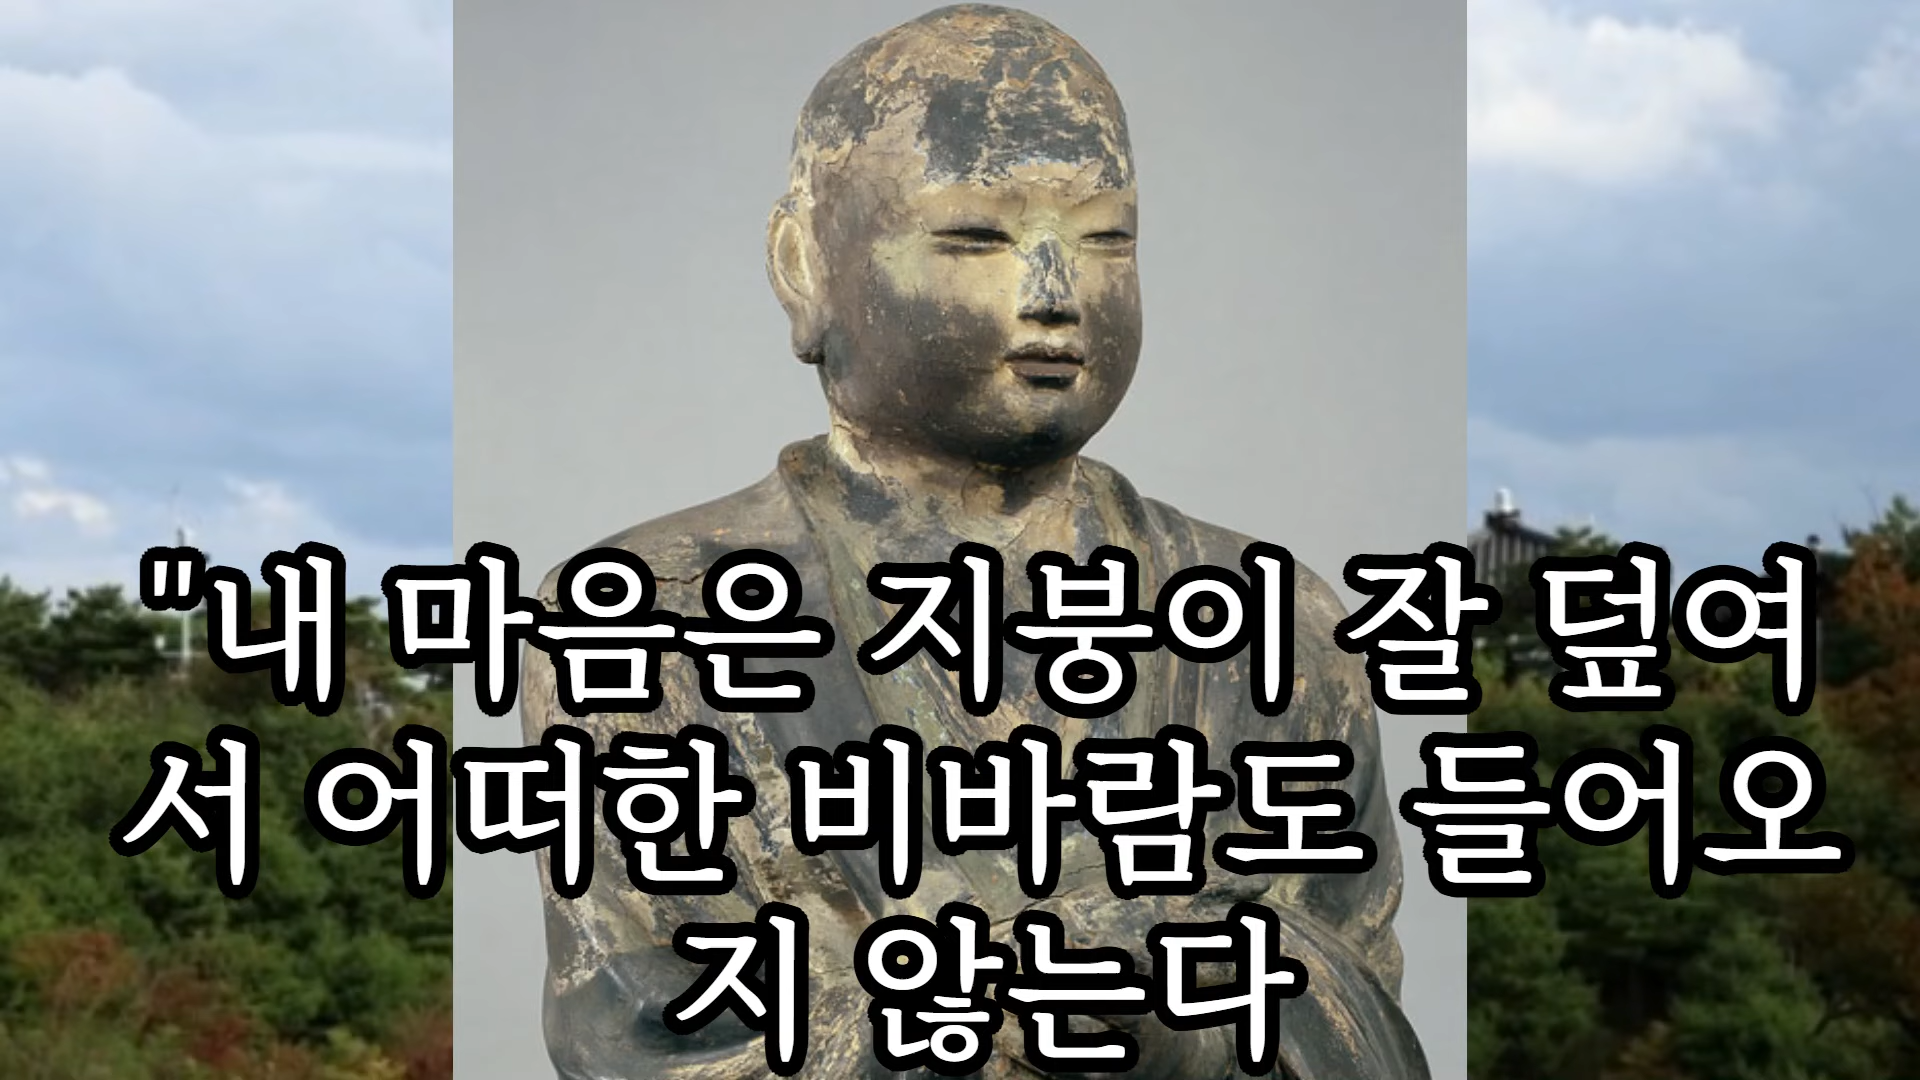 "내 마음은 지붕이 잘 덮여
서 어떠한 비바람도 들어오
지 않는다